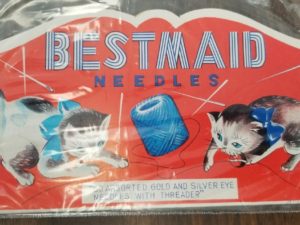 BESTMAID
NEEDLES
ASSORTED GOLD AND SILVER EYE
NEEDLES WITH THREADER"